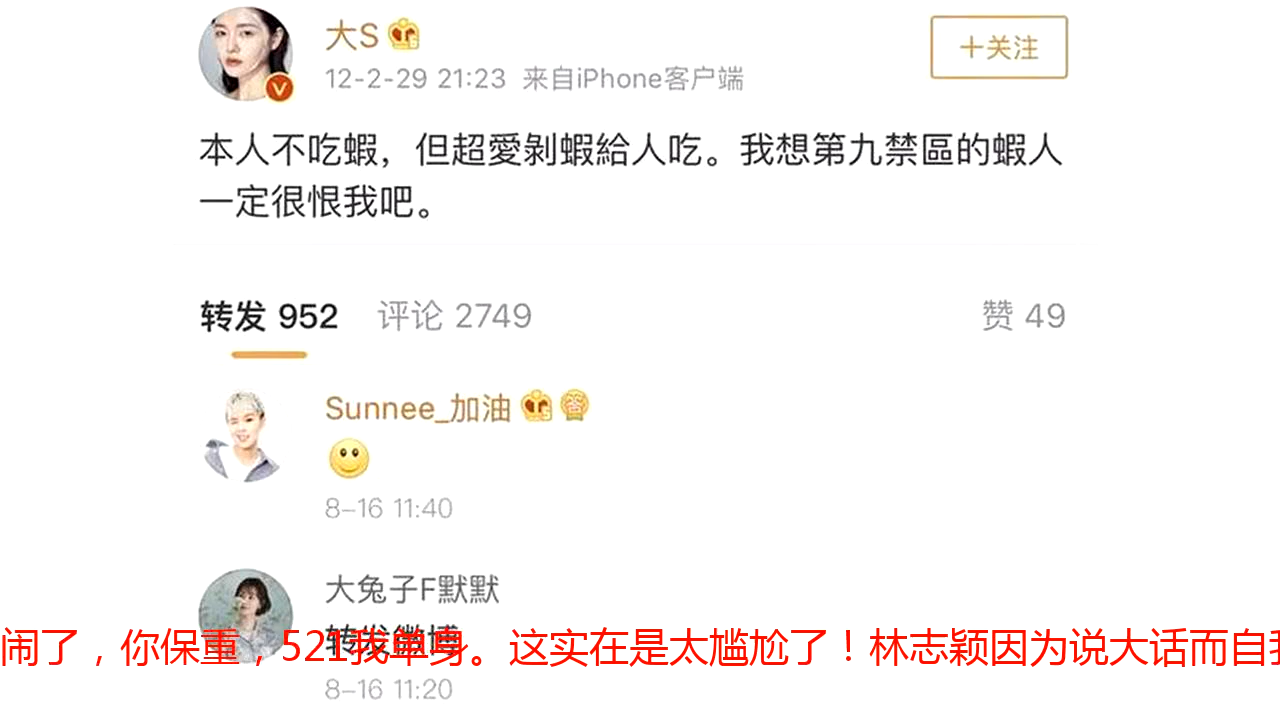 大S
+关注
12-2-29 21:23 来自iPhone客户端
本人不吃蝦，但超愛剝蝦給人吃。我想第九禁區的蝦人
一定很恨我吧。
转发 952 评论 2749 赞 49
Sunnee_加油
8-16 11:40
大兔子F默默
转发微博
闹了，你保重，521我单身。这实在是太尴尬了！林志颖因为说大话而自我
8-16 11:20